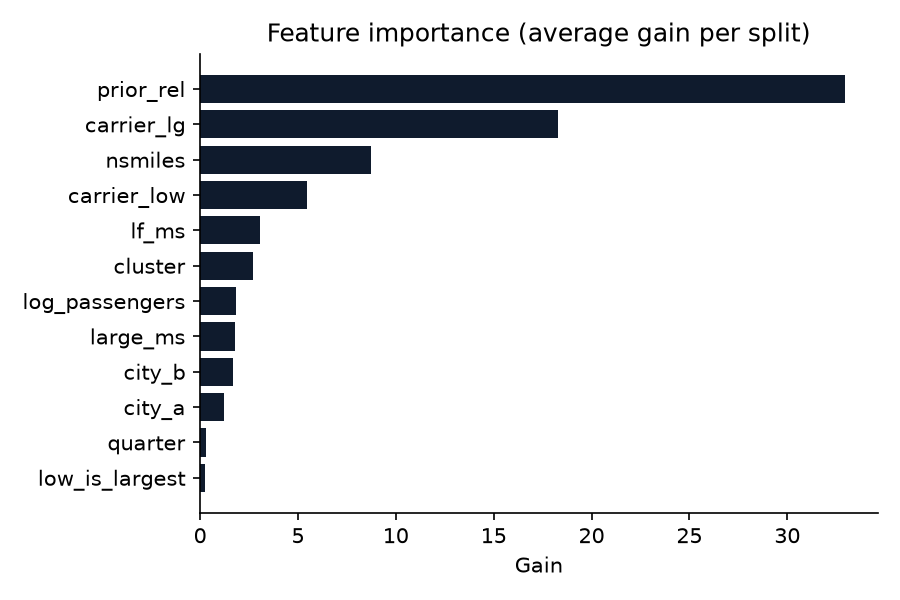 Feature importance (average gain per split)
prior_rel
carrier_lg
nsmiles
carrier_low
lf_ms
cluster
log_passengers
large_ms
city_b
city_a
quarter
low_is_largest
0 5 10 15 20 25 30
Gain